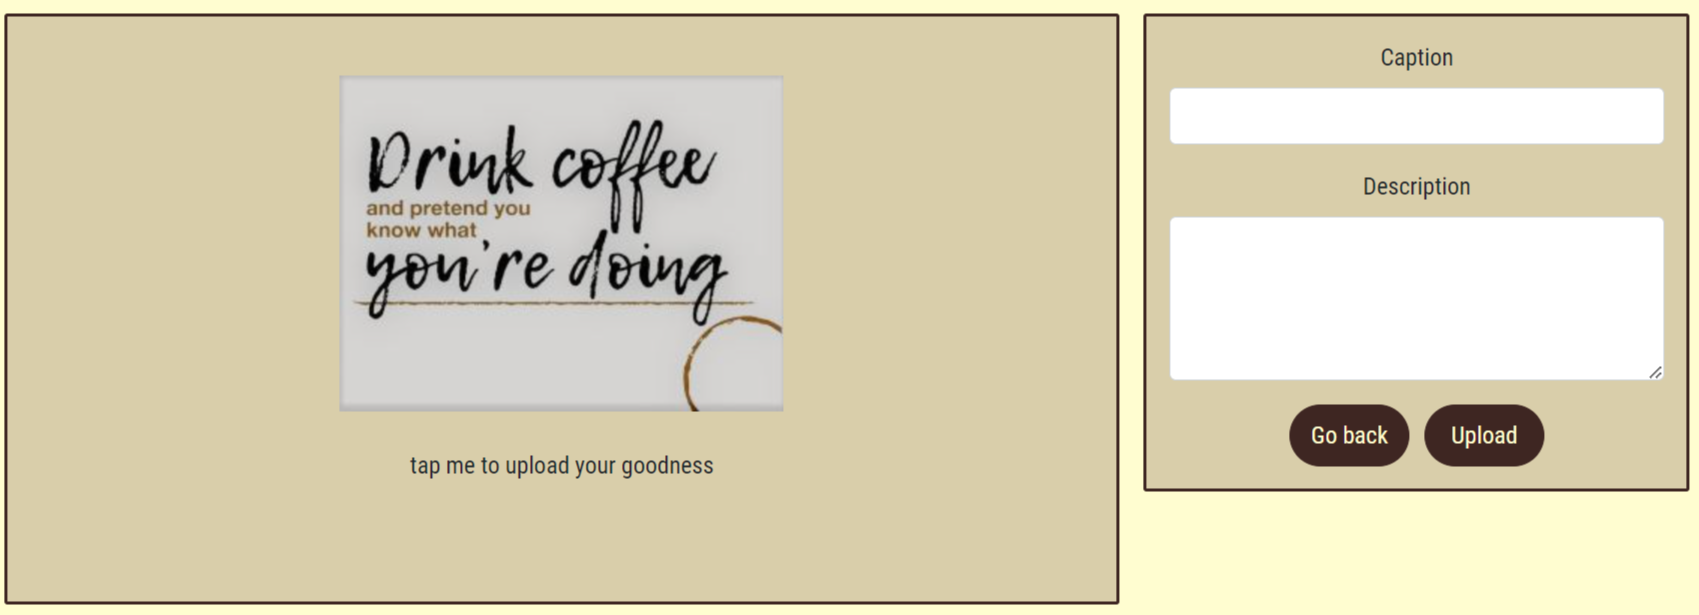 Drink coffee
and pretend you
know what
you're doing
tap me to upload your goodness
Caption
Description
Go back
Upload